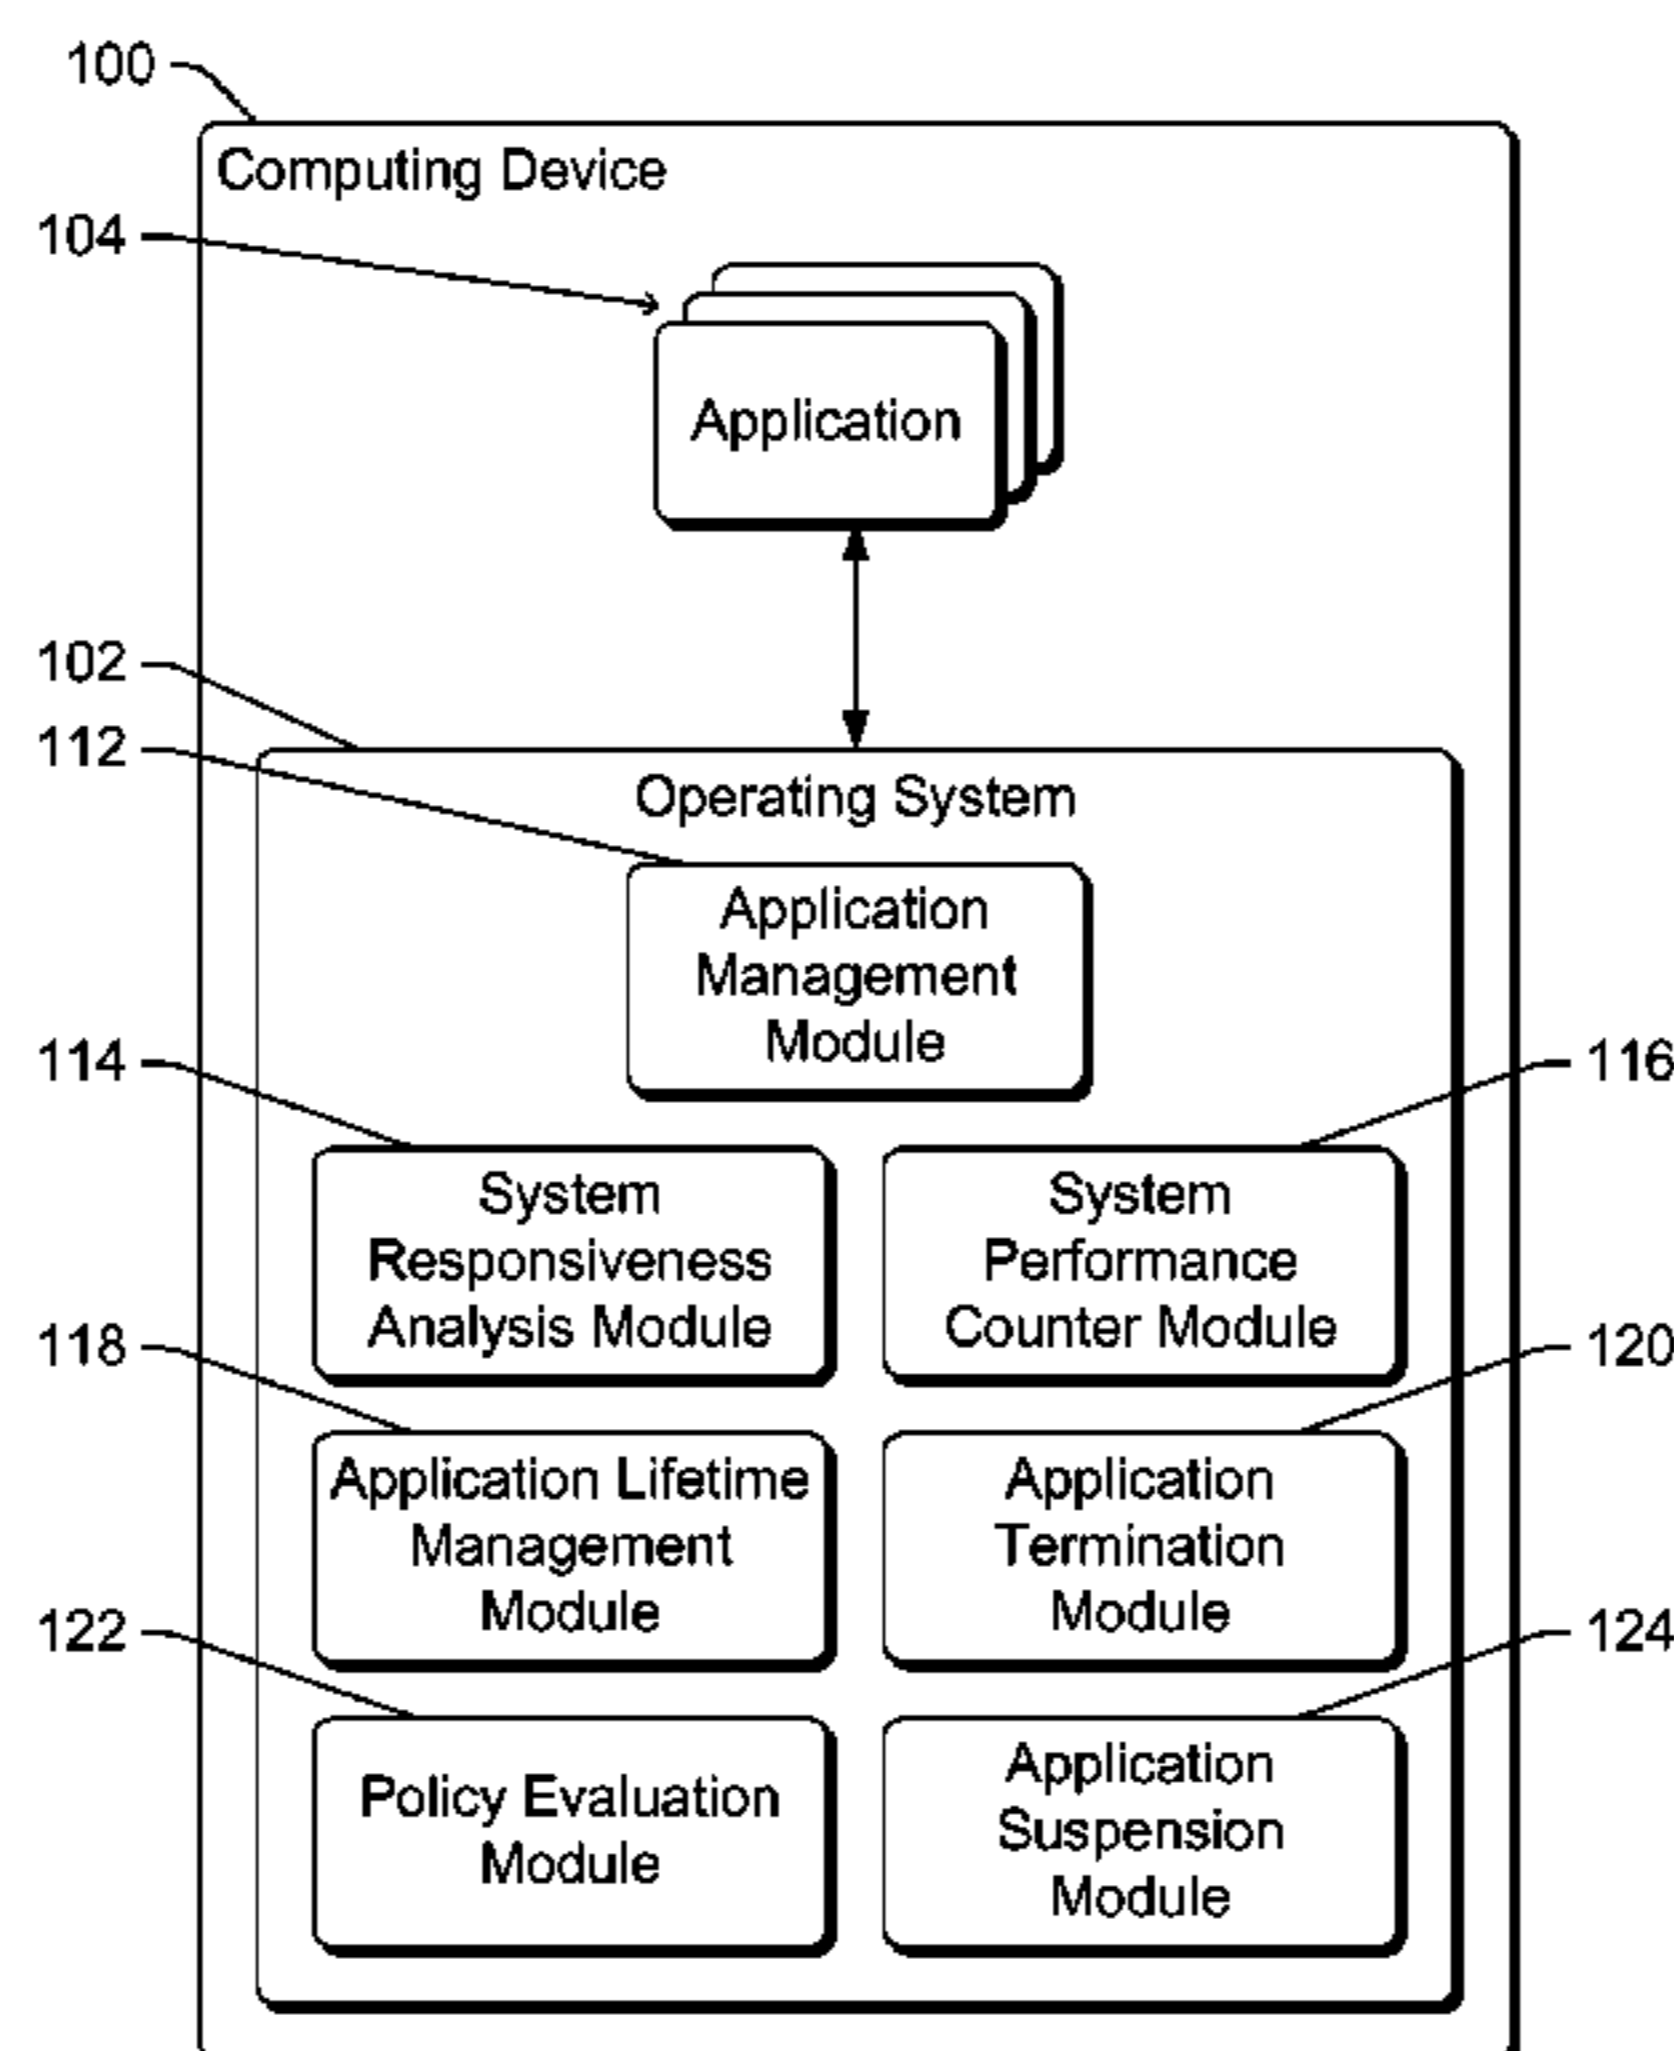 100
Computing Device
104
Application
102
112
Operating System
Application
Management
Module
114
116
System
Responsiveness
Analysis Module
System
Performance
Counter Module
118
120
Application Lifetime
Management
Module
Application
Termination
Module
122
124
Policy Evaluation
Module
Application
Suspension
Module